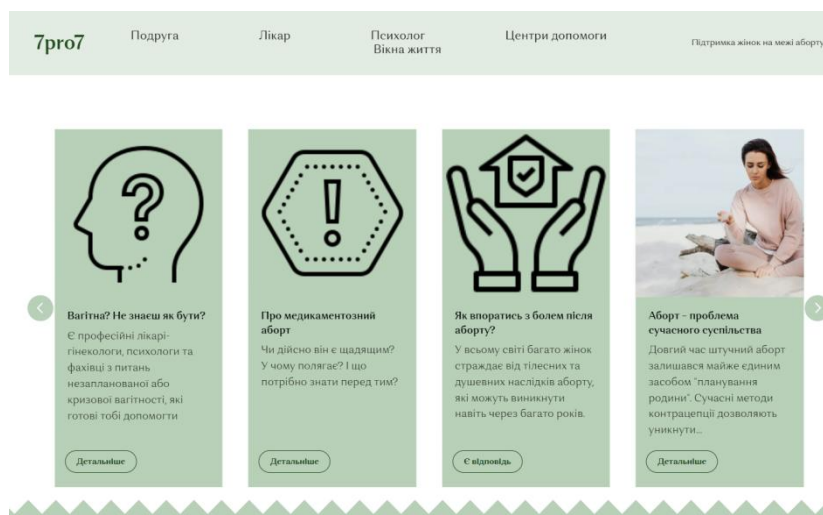 7pro7
Подруга
Лікар
Психолог
Вікна життя
Центри допомоги
Підтримка жінок на межі аборту
Вагітна? Не знаєш як бути?
Є професійні лікарі-
гінекологи, психологи та
фахівці з питань
незапланованої або
кризової вагітності, які
готові тобі допомогти
Детальніше
Про медикаментозний
аборт
Чи дійсно він є щадящим?
У чому полягає? І що
потрібно знати перед тим?
Детальніше
Як впоратись з болем після
аборту?
У всьому світі багато жінок
страждає від тілесних та
душевних наслідків аборту,
які можуть виникнути
навіть через багато років.
Є відповідь
Аборт – проблема
сучасного суспільства
Довгий час штучний аборт
залишався майже єдиним
засобом "планування
родини". Сучасні методи
контрацепції дозволяють
уникнути...
Детальніше